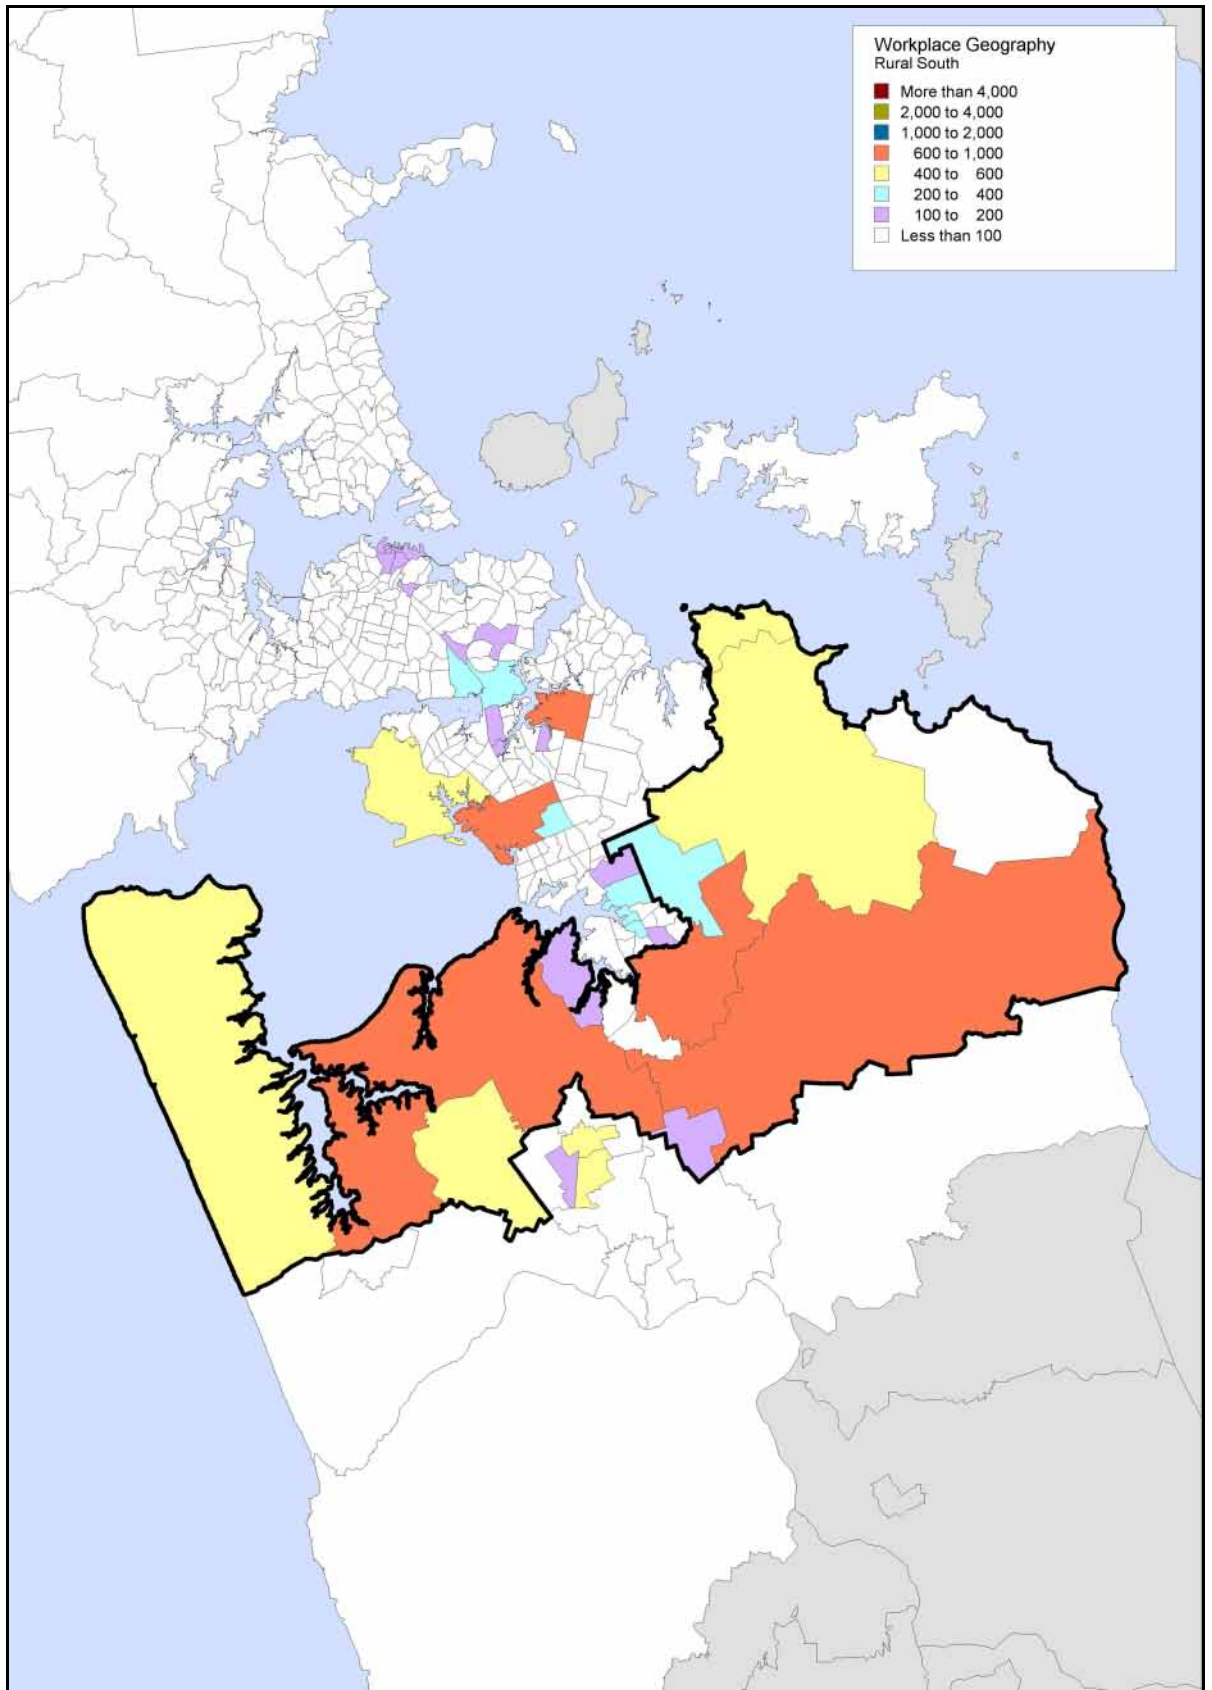 Workplace Geography
Rural South
More than 4,000
2,000 to 4,000
1,000 to 2,000
600 to 1,000
400 to 600
200 to 400
100 to 200
Less than 100